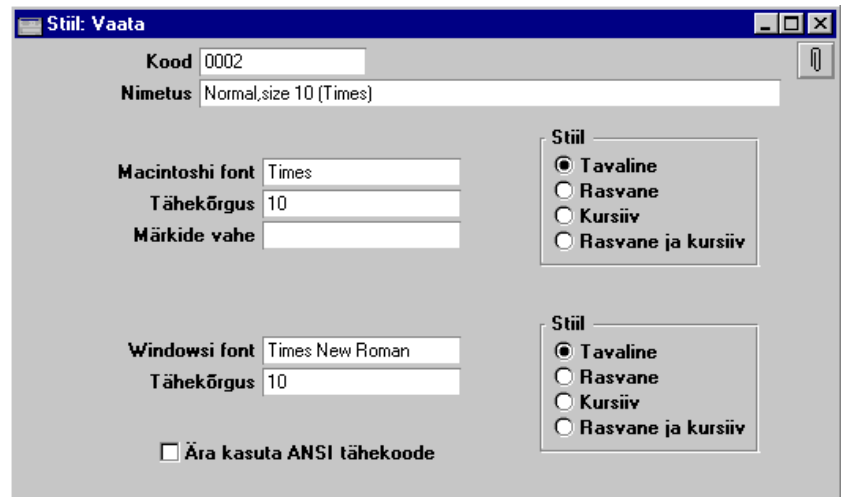 Stiil: Vaata
Kood 0002
Nimetus Normal,size 10 (Times)
Stiil
Macintoshi font Times
Tähekõrgus 10
Märkide vahe
Tavaline
Rasvane
Kursiiv
Rasvane ja kursiiv
Stiil
Windowsi font Times New Roman
Tähekõrgus 10
Tavaline
Rasvane
Kursiiv
Rasvane ja kursiiv
Ära kasuta ANSI tähekoode